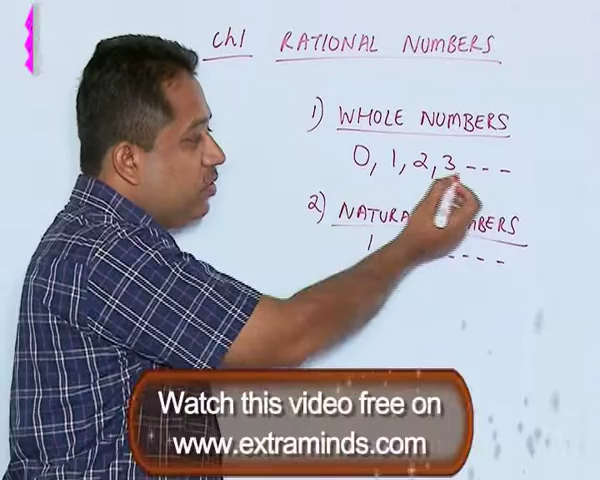 Ch1 RATIONAL NUMBERS
1) WHOLE NUMBERS
0, 1, 2, 3 - - -
2) NATURA MBERS
1 - - - -
Watch this video free on
www.extraminds.com